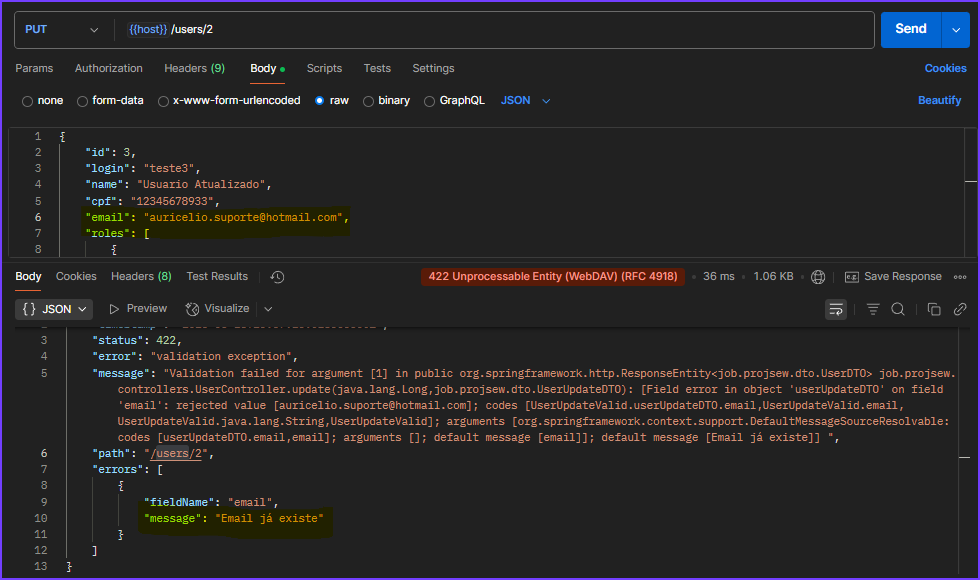 PUT {{host}} /users/2 Send
Params Authorization Headers (9) Body Scripts Tests Settings Cookies
none form-data x-www-form-urlencoded raw binary GraphQL JSON Beautify
1 {
2 "id": 3,
3 "login": "teste3",
4 "name": "Usuario Atualizado",
5 "cpf": "12345678933",
6 "email": "auricelio.suporte@hotmail.com",
7 "roles": [
8 {
Body Cookies Headers (8) Test Results 422 Unprocessable Entity (WebDAV) (RFC 4918) 36 ms 1.06 KB Save Response
{} JSON Preview Visualize
3 "status": 422,
4 "error": "validation exception",
5 "message": "Validation failed for argument [1] in public org.springframework.http.ResponseEntity<job.projsew.dto.UserDTO> job.projsew.
controllers.UserController.update(java.lang.Long,job.projsew.dto.UserUpdateDTO): [Field error in object 'userUpdateDTO' on field
'email': rejected value [auricelio.suporte@hotmail.com]; codes [UserUpdateValid.userUpdateDTO.email,UserUpdateValid.email,
UserUpdateValid.java.lang.String,UserUpdateValid]; arguments [org.springframework.context.support.DefaultMessageSourceResolvable:
codes [userUpdateDTO.email,email]; arguments []; default message [email]]; default message [Email já existe]] ",
6 "path": "/users/2",
7 "errors": [
8 {
9 "fieldName": "email",
10 "message": "Email já existe"
11 }
12 ]
13 }